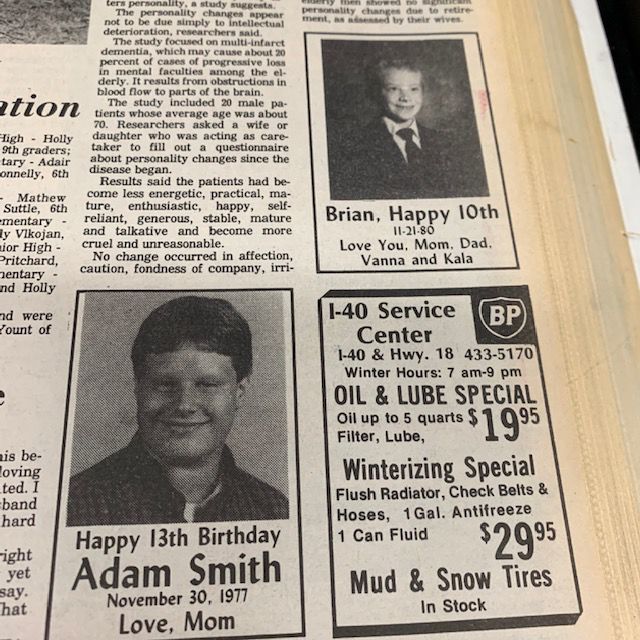 ters personality, a study suggests.
The personality changes appear
not to be due simply to intellectual
deterioration, researchers said.
The study focused on multi-infarct
dementia, which may cause about 20
percent of cases of progressive loss
in mental faculties among the el-
derly. It results from obstructions in
blood flow to parts of the brain.
The study included 20 male pa-
tients whose average age was about
70. Researchers asked a wife or
daughter who was acting as care-
taker to fill out a questionnaire
about personality changes since the
disease began.
Results said the patients had be-
come less energetic, practical, ma-
ture, enthusiastic, happy, self-
reliant, generous, stable, mature
and talkative and become more
cruel and unreasonable.
No change occurred in affection,
caution, fondness of company, irri-
elderly men showed no significant
personality changes due to retire-
ment, as assessed by their wives.
ation
High - Holly
9th graders;
tary - Adair
onnelly, 6th
- Mathew
Suttle, 6th
ementary -
ly Vlkojan,
nior High -
Pritchard,
mentary -
nd Holly
nd were
Yount of
e
his be-
loving
ted. I
sband
hard
right
yet
say.
That
Brian, Happy 10th
11-21-80
Love You, Mom, Dad,
Vanna and Kala
Happy 13th Birthday
Adam Smith
November 30, 1977
Love, Mom
I-40 Service
Center
BP
I-40 & Hwy. 18 433-5170
Winter Hours: 7 am-9 pm
OIL & LUBE SPECIAL
Oil up to 5 quarts $19.95
Filter, Lube,
Winterizing Special
Flush Radiator, Check Belts &
Hoses, 1 Gal. Antifreeze
1 Can Fluid $29.95
Mud & Snow Tires
In Stock